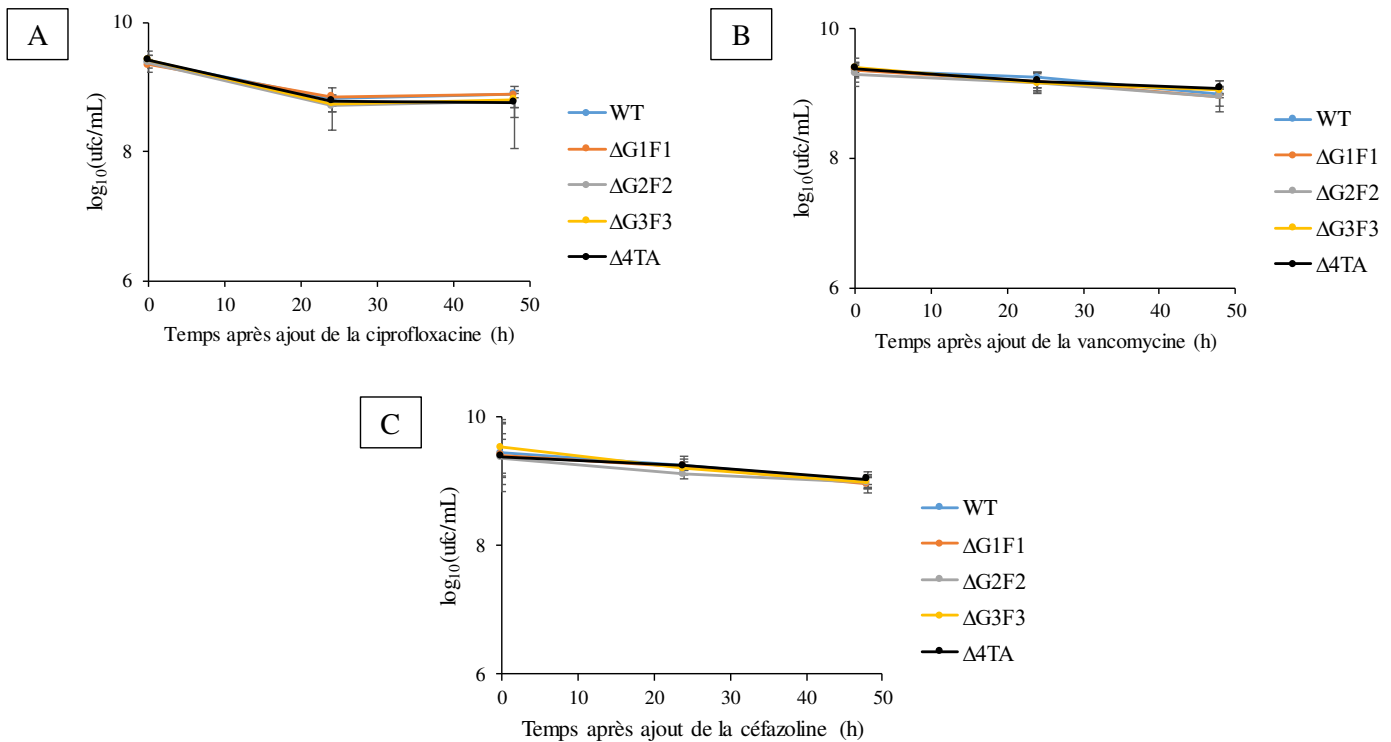 A
10
8
6
log10(ufc/mL)
0 10 20 30 40 50
Temps après ajout de la ciprofloxacine (h)
WT
ΔG1F1
ΔG2F2
ΔG3F3
Δ4TA
B
10
8
6
log10(ufc/mL)
0 10 20 30 40 50
Temps après ajout de la vancomycine (h)
WT
ΔG1F1
ΔG2F2
ΔG3F3
Δ4TA
C
10
8
6
log10(ufc/mL)
0 10 20 30 40 50
Temps après ajout de la céfazoline (h)
WT
ΔG1F1
ΔG2F2
ΔG3F3
Δ4TA